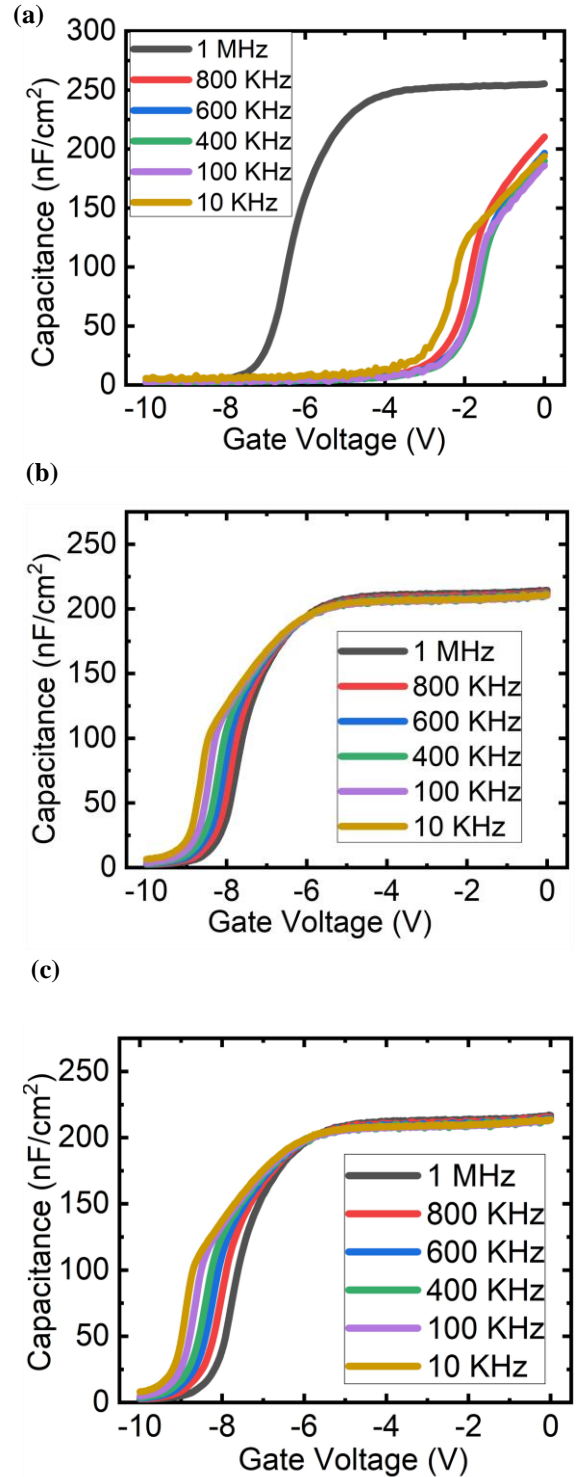 (a)
300
250
200
150
100
50
0
Capacitance (nF/cm²)
1 MHz
800 KHz
600 KHz
400 KHz
100 KHz
10 KHz
-10 -8 -6 -4 -2 0
Gate Voltage (V)
(b)
250
200
150
100
50
0
Capacitance (nF/cm²)
1 MHz
800 KHz
600 KHz
400 KHz
100 KHz
10 KHz
-10 -8 -6 -4 -2 0
Gate Voltage (V)
(c)
250
200
150
100
50
0
Capacitance (nF/cm²)
1 MHz
800 KHz
600 KHz
400 KHz
100 KHz
10 KHz
-10 -8 -6 -4 -2 0
Gate Voltage (V)